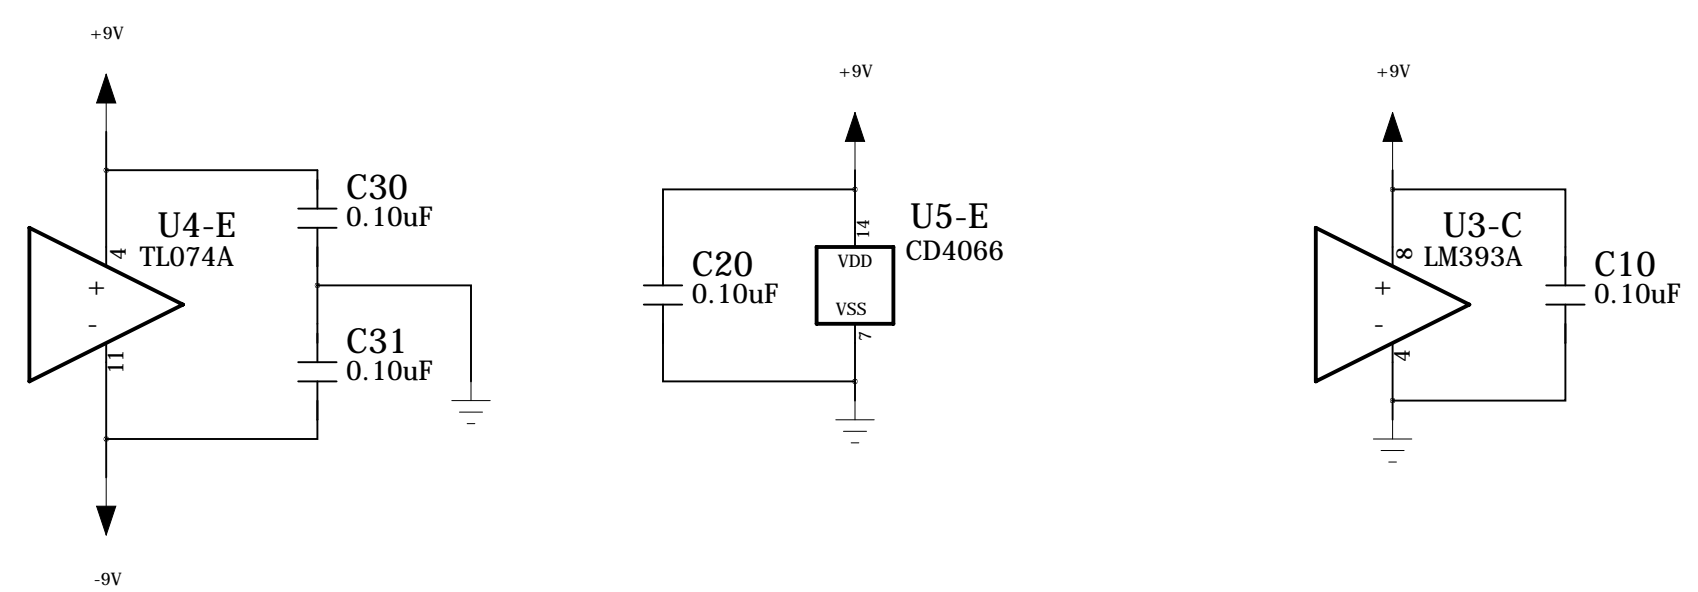 +9V
C30
0.10uF
U4-E
TL074A
4
+
-
11
C31
0.10uF
-9V
+9V
14
U5-E
CD4066
VDD
C20
0.10uF
VSS
7
+9V
U3-C
LM393A
8
C10
0.10uF
+
-
4